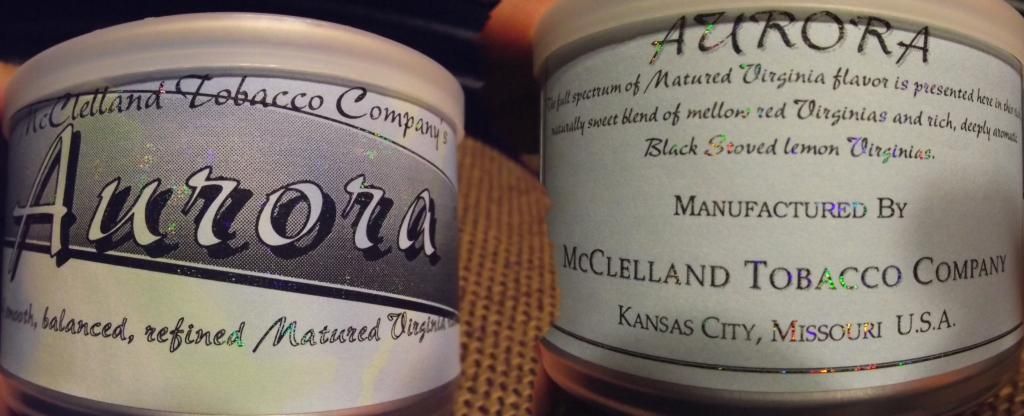 McClelland Tobacco Company's
Aurora
smooth, balanced, refined Matured Virginia
AURORA
The full spectrum of Matured Virginia flavor is presented here in this
naturally sweet blend of mellow red Virginias and rich, deeply aromatic
Black Stoved lemon Virginias.
MANUFACTURED BY
MCCLELLAND TOBACCO COMPANY
KANSAS CITY, MISSOURI U.S.A.